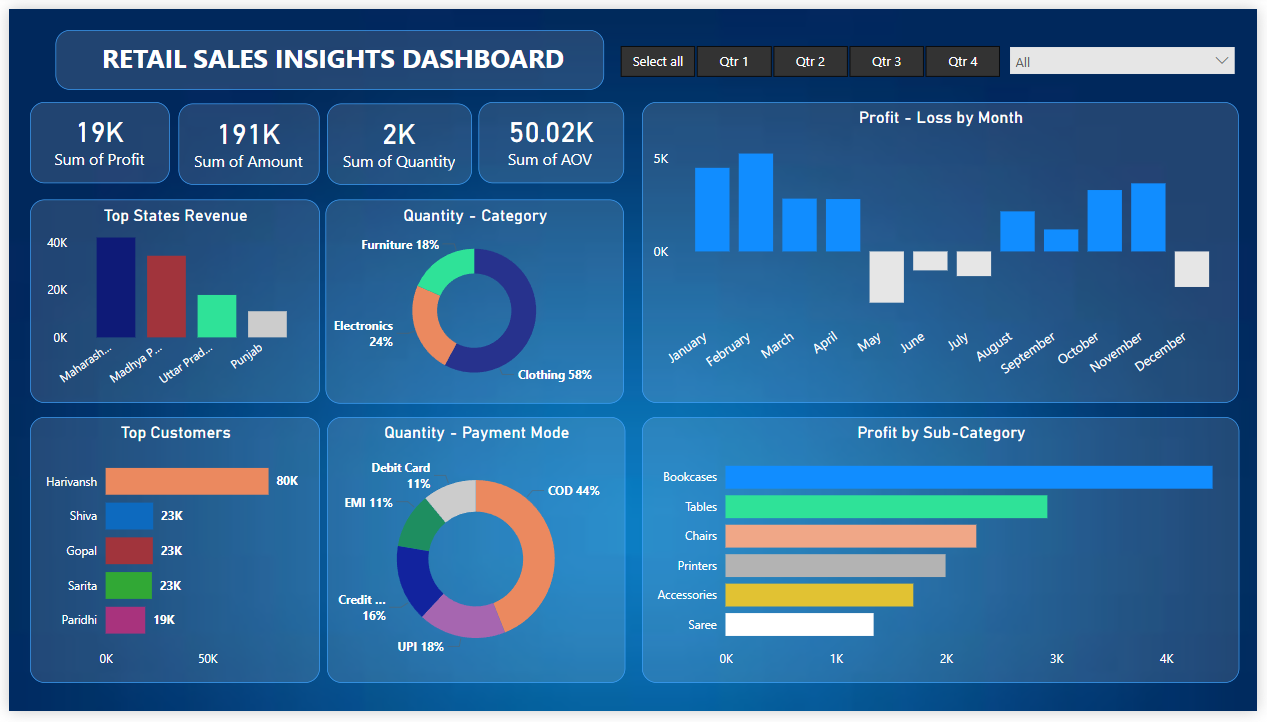 RETAIL SALES INSIGHTS DASHBOARD
Select all
Qtr 1
Qtr 2
Qtr 3
Qtr 4
All
19K
Sum of Profit
191K
Sum of Amount
2K
Sum of Quantity
50.02K
Sum of AOV
Profit - Loss by Month
5K
0K
January
February
March
April
May
June
July
August
September
October
November
December
Top States Revenue
40K
20K
0K
Maharash...
Madhya P...
Uttar Prad...
Punjab
Quantity - Category
Furniture 18%
Electronics
24%
Clothing 58%
Top Customers
Harivansh
80K
Shiva
23K
Gopal
23K
Sarita
23K
Paridhi
19K
0K
50K
Quantity - Payment Mode
Debit Card
11%
COD 44%
EMI 11%
Credit ...
16%
UPI 18%
Profit by Sub-Category
Bookcases
Tables
Chairs
Printers
Accessories
Saree
0K
1K
2K
3K
4K